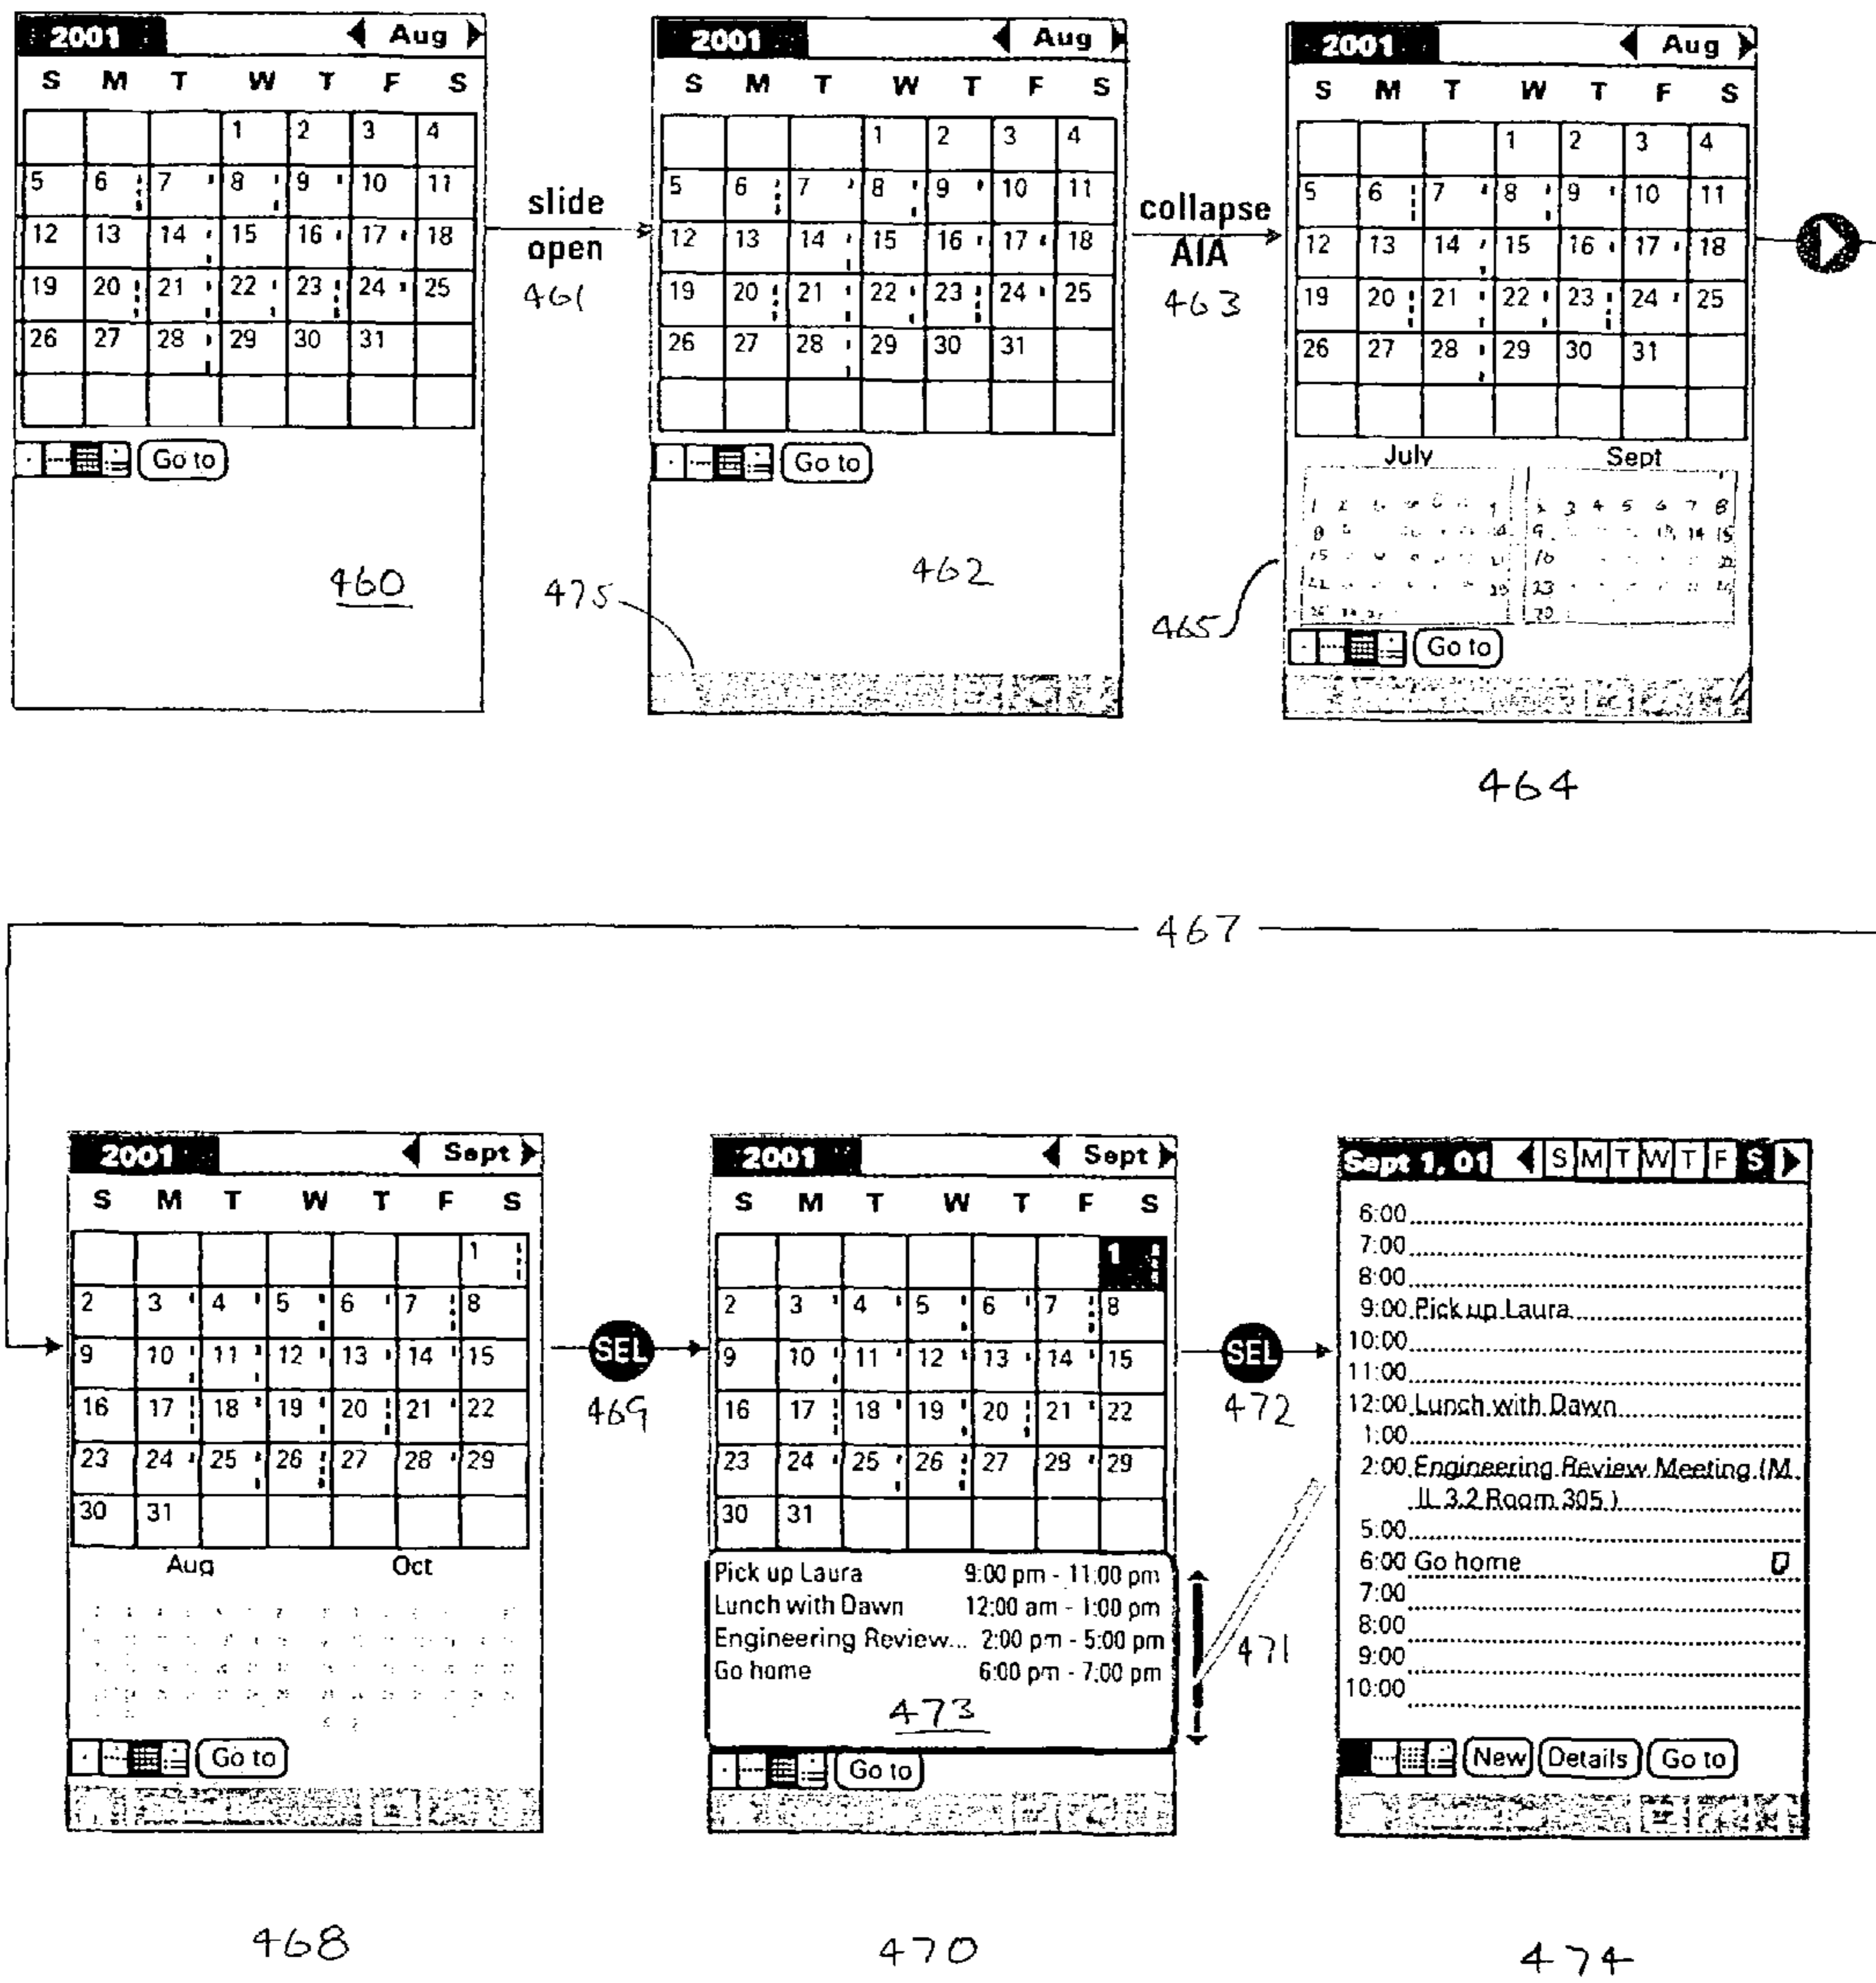 2001 Aug
S M T W T F S
1 2 3 4
5 6 7 8 9 10 11
12 13 14 15 16 17 18
19 20 21 22 23 24 25
26 27 28 29 30 31
Go to
460
slide
open
461
2001 Aug
S M T W T F S
1 2 3 4
5 6 7 8 9 10 11
12 13 14 15 16 17 18
19 20 21 22 23 24 25
26 27 28 29 30 31
Go to
462
475
collapse
AIA
463
2001 Aug
S M T W T F S
1 2 3 4
5 6 7 8 9 10 11
12 13 14 15 16 17 18
19 20 21 22 23 24 25
26 27 28 29 30 31
July Sept
2 3 4 5 6 7 8
Go to
465
464
467
2001 Sept
S M T W T F S
1
2 3 4 5 6 7 8
9 10 11 12 13 14 15
16 17 18 19 20 21 22
23 24 25 26 27 28 29
30 31
Aug Oct
Go to
468
SEL
469
2001 Sept
S M T W T F S
1
2 3 4 5 6 7 8
9 10 11 12 13 14 15
16 17 18 19 20 21 22
23 24 25 26 27 28 29
30 31
Pick up Laura 9:00 pm - 11:00 pm
Lunch with Dawn 12:00 am - 1:00 pm
Engineering Review... 2:00 pm - 5:00 pm
Go home 6:00 pm - 7:00 pm
473
Go to
470
471
SEL
472
Sept 1, 01 S M T W T F S
6:00
7:00
8:00
9:00 Pick up Laura
10:00
11:00
12:00 Lunch with Dawn
1:00
2:00 Engineering Review Meeting (M
IL 3.2 Room 305 )
5:00
6:00 Go home
7:00
8:00
9:00
10:00
New Details Go to
474